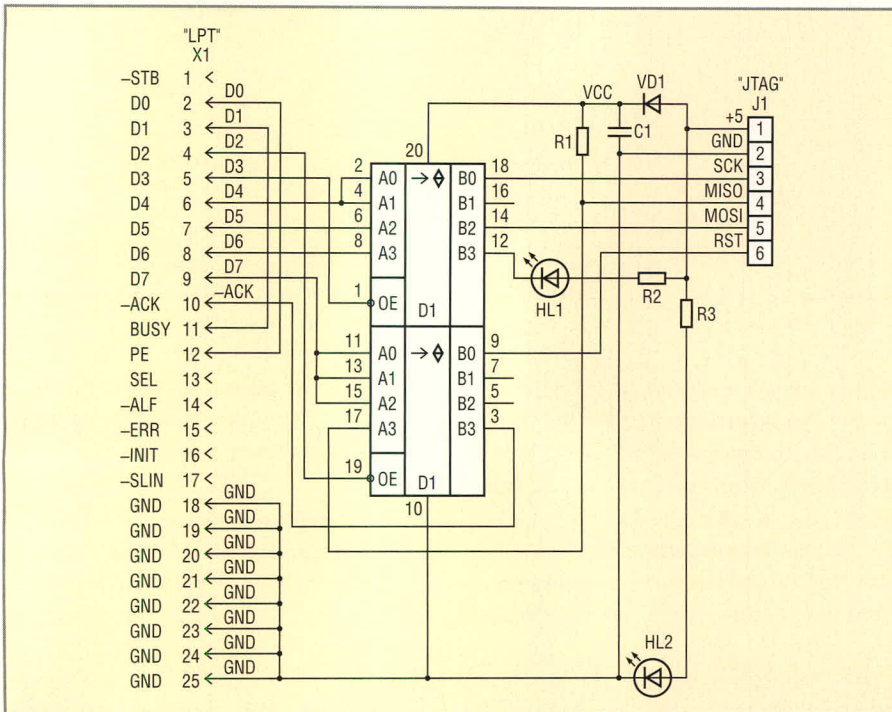 "LPT"
X1
–STB 1
D0 2 D0
D1 3 D1
D2 4 D2
D3 5 D3
D4 6 D4
D5 7 D5
D6 8 D6
D7 9 D7
–ACK 10 –ACK
BUSY 11
PE 12
SEL 13
–ALF 14
–ERR 15
–INIT 16
–SLIN 17
GND 18 GND
GND 19 GND
GND 20 GND
GND 21 GND
GND 22 GND
GND 23 GND
GND 24 GND
GND 25 GND
20
2 A0 B0 18
4 A1 B1 16
6 A2 B2 14
8 A3 B3 12
1 OE D1
11 A0 B0 9
13 A1 B1 7
15 A2 B2 5
17 A3 B3 3
19 OE D1
10
VCC VD1
R1 C1
HL1 R2
R3
HL2
"JTAG"
J1
+5 1
GND 2
SCK 3
MISO 4
MOSI 5
RST 6